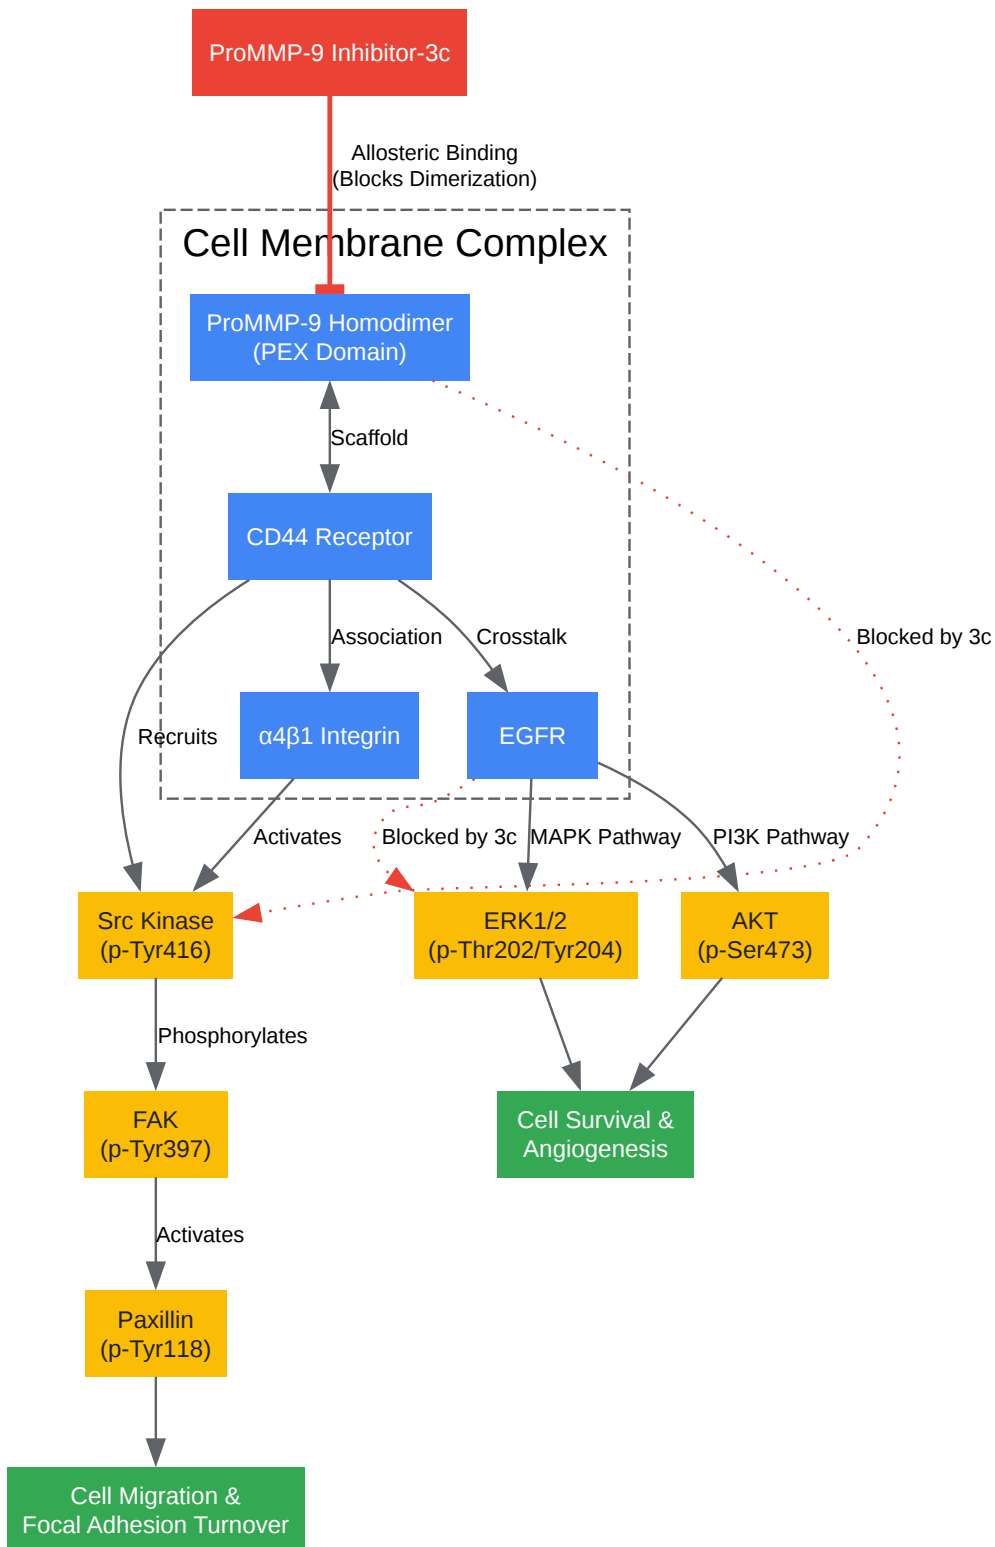 ProMMP-9 Inhibitor-3c
Allosteric Binding
(Blocks Dimerization)
Cell Membrane Complex
ProMMP-9 Homodimer
(PEX Domain)
Scaffold
CD44 Receptor
Association
Crosstalk
Blocked by 3c
Recruits
α4β1 Integrin
EGFR
Activates
Blocked by 3c
MAPK Pathway
PI3K Pathway
Src Kinase
(p-Tyr416)
ERK1/2
(p-Thr202/Tyr204)
AKT
(p-Ser473)
Phosphorylates
FAK
(p-Tyr397)
Cell Survival &
Angiogenesis
Activates
Paxillin
(p-Tyr118)
Cell Migration &
Focal Adhesion Turnover